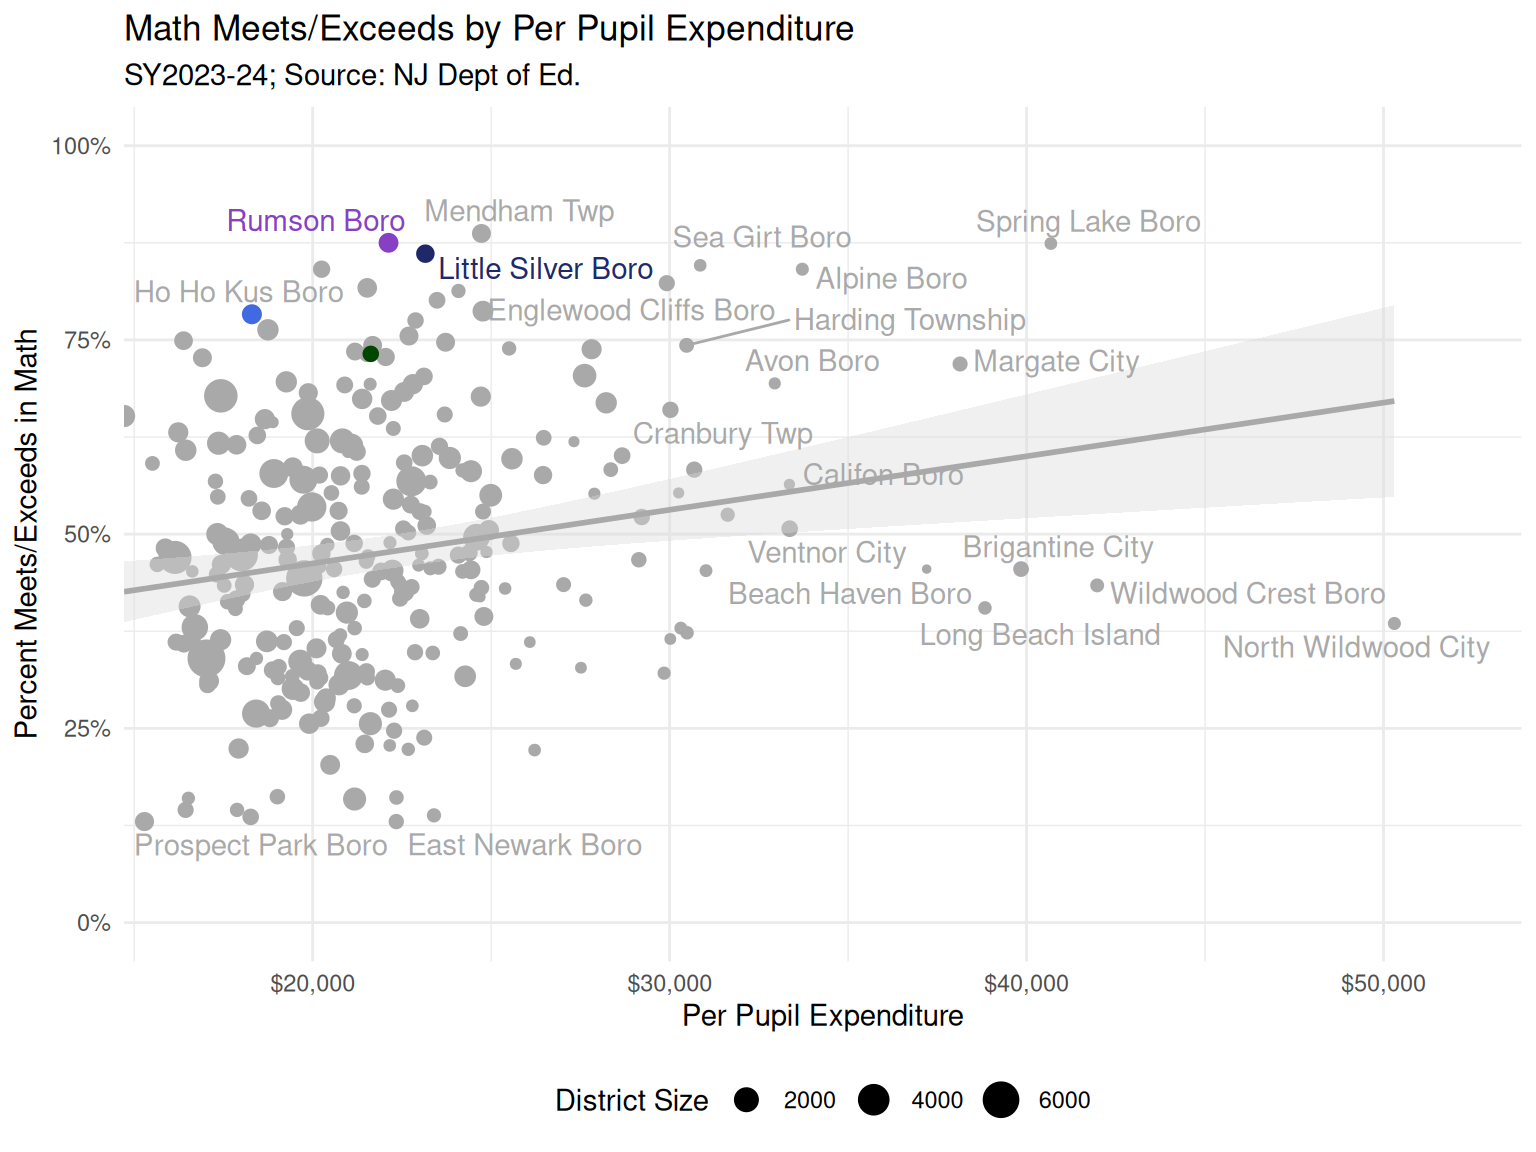 Math Meets/Exceeds by Per Pupil Expenditure
SY2023-24; Source: NJ Dept of Ed.
Percent Meets/Exceeds in Math
100%
75%
50%
25%
0%
Mendham Twp
Rumson Boro
Spring Lake Boro
Sea Girt Boro
Little Silver Boro
Alpine Boro
Ho Ho Kus Boro
Englewood Cliffs Boro
Harding Township
Avon Boro
Margate City
Cranbury Twp
Califon Boro
Ventnor City
Brigantine City
Beach Haven Boro
Wildwood Crest Boro
Long Beach Island
North Wildwood City
Prospect Park Boro
East Newark Boro
$20,000
$30,000
$40,000
$50,000
Per Pupil Expenditure
District Size
2000
4000
6000